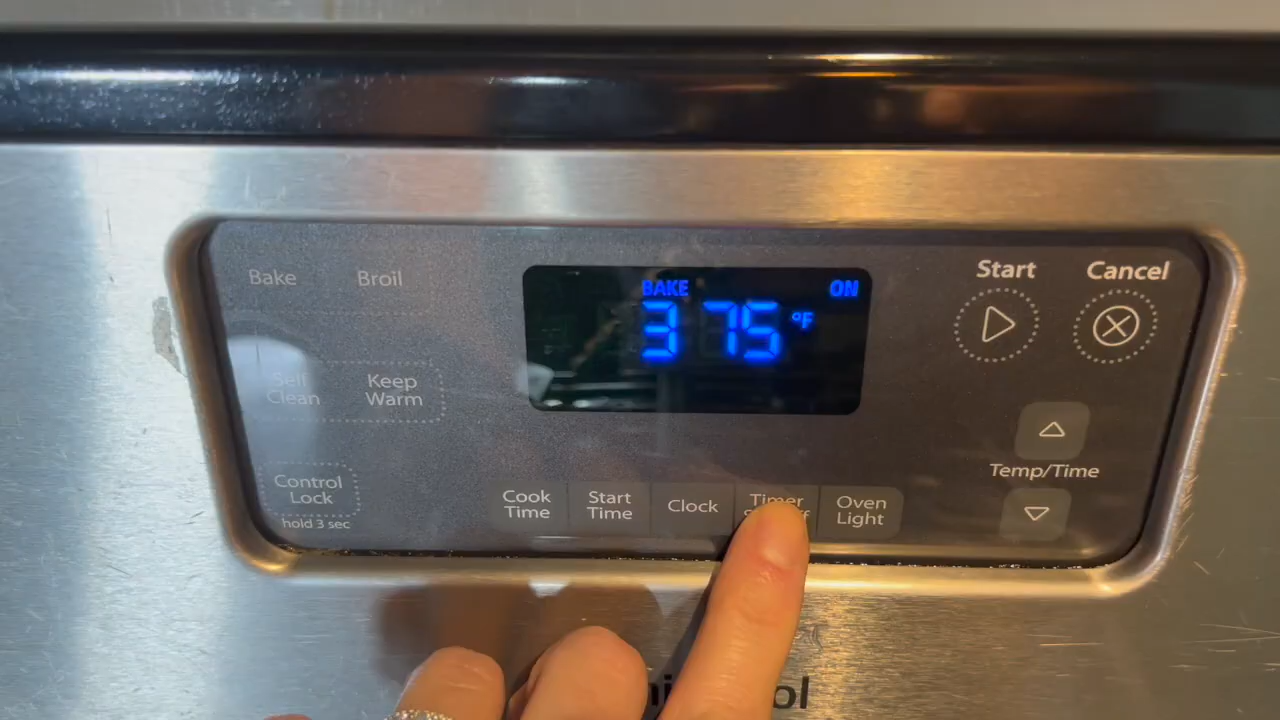 Bake
Broil
BAKE
ON
375 °F
Start
Cancel
Self
Clean
Keep
Warm
Control
Lock
hold 3 sec
Cook
Time
Start
Time
Clock
Timer
Oven
Light
Temp/Time